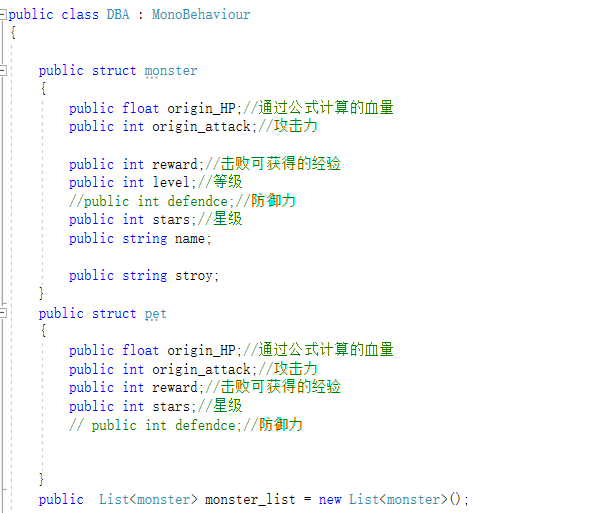 public class DBA : MonoBehaviour
{
public struct monster
{
public float origin_HP;//通过公式计算的血量
public int origin_attack;//攻击力
public int reward;//击败可获得的经验
public int level;//等级
//public int defendce;//防御力
public int stars;//星级
public string name;
public string stroy;
}
public struct pet
{
public float origin_HP;//通过公式计算的血量
public int origin_attack;//攻击力
public int reward;//击败可获得的经验
public int stars;//星级
// public int defendce;//防御力
}
public  List<monster> monster_list = new List<monster>();